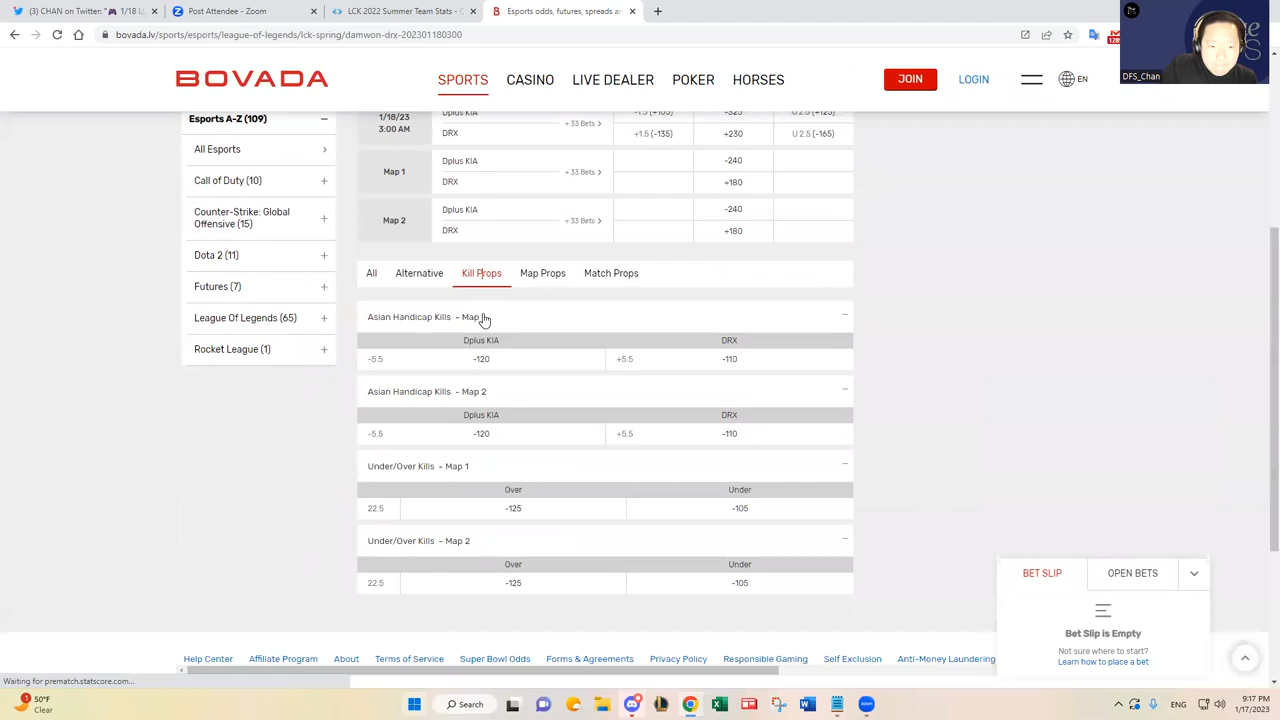 (3) CHAN on Twitter: "🎮 1/18 LC
Post Attendee - Zoom
LCK 2022 Summer Team Stats - O
Esports odds, futures, spreads an
bovada.lv/sports/esports/league-of-legends/lck-spring/damwon-drx-202301180300
DFS_Chan
BOVADA
SPORTS
CASINO
LIVE DEALER
POKER
HORSES
JOIN
LOGIN
EN
Esports A-Z (109)
All Esports
Call of Duty (10)
Counter-Strike: Global
Offensive (15)
Dota 2 (11)
Futures (7)
League Of Legends (65)
Rocket League (1)
1/18/23
3:00 AM
Dplus KIA
-1.5 (+105)
-325
O 2.5 (+125)
+ 33 Bets >
DRX
+1.5 (-135)
+230
U 2.5 (-165)
Map 1
Dplus KIA
-240
+ 33 Bets >
DRX
+180
Map 2
Dplus KIA
-240
+ 33 Bets >
DRX
+180
All
Alternative
Kill Props
Map Props
Match Props
Asian Handicap Kills - Map
Dplus KIA
DRX
-5.5
-120
+5.5
-110
Asian Handicap Kills - Map 2
Dplus KIA
DRX
-5.5
-120
+5.5
-110
Under/Over Kills - Map 1
Over
Under
22.5
-125
-105
Under/Over Kills - Map 2
Over
Under
22.5
-125
-105
BET SLIP
OPEN BETS
Bet Slip is Empty
Not sure where to start?
Learn how to place a bet
Help Center
Affiliate Program
About
Terms of Service
Super Bowl Odds
Forms & Agreements
Privacy Policy
Responsible Gaming
Self Exclusion
Anti-Money Laundering
Waiting for prematch.statscore.com...
50°F
Clear
Search
ENG
9:17 PM
1/17/2023